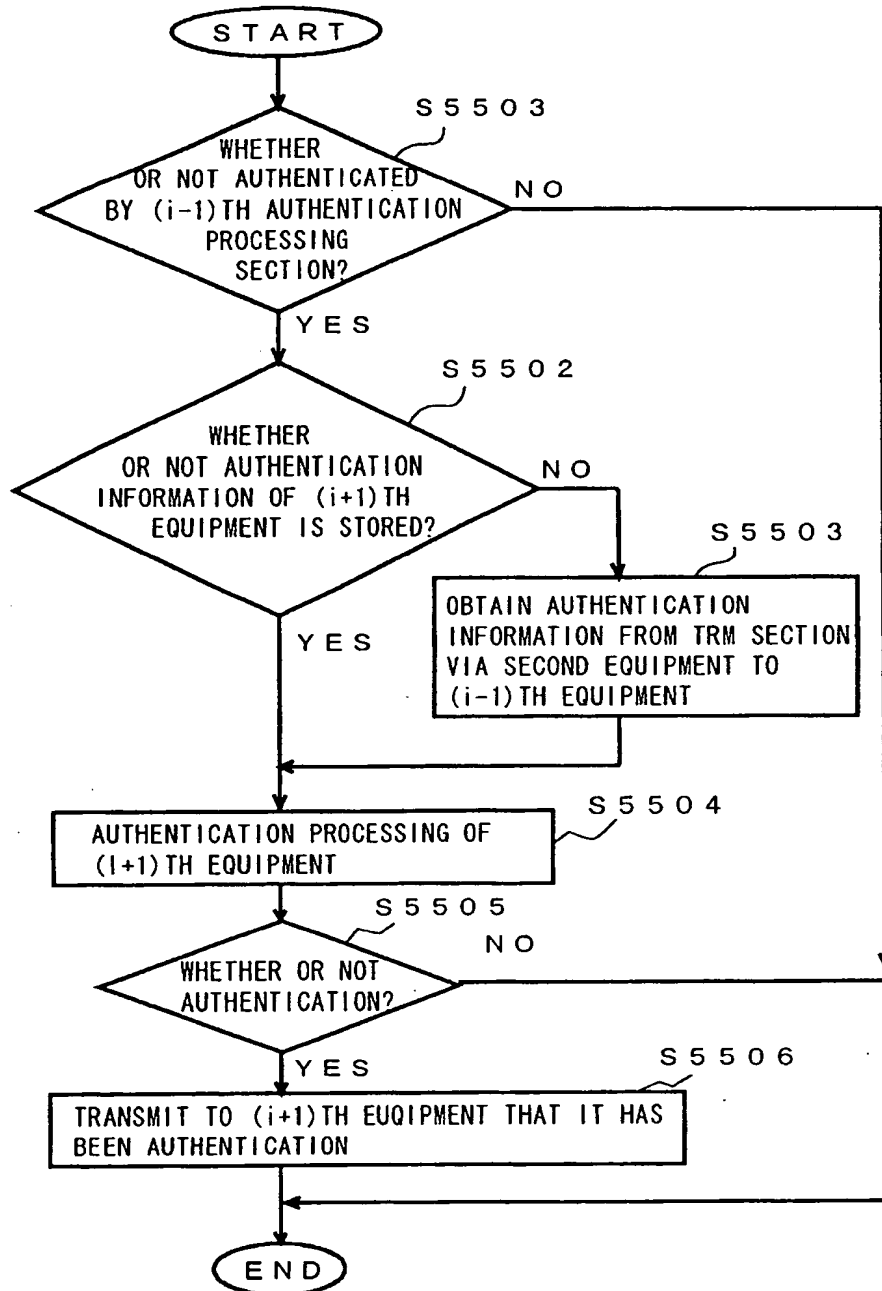 START
S5503
WHETHER
OR NOT AUTHENTICATED
BY (i-1)TH AUTHENTICATION
PROCESSING
SECTION?
NO
YES
S5502
WHETHER
OR NOT AUTHENTICATION
INFORMATION OF (i+1)TH
EQUIPMENT IS STORED?
NO
YES
S5503
OBTAIN AUTHENTICATION
INFORMATION FROM TRM SECTION
VIA SECOND EQUIPMENT TO
(i-1)TH EQUIPMENT
S5504
AUTHENTICATION PROCESSING OF
(I+1)TH EQUIPMENT
S5505
WHETHER OR NOT
AUTHENTICATION?
NO
YES
S5506
TRANSMIT TO (i+1)TH EUQIPMENT THAT IT HAS
BEEN AUTHENTICATION
END